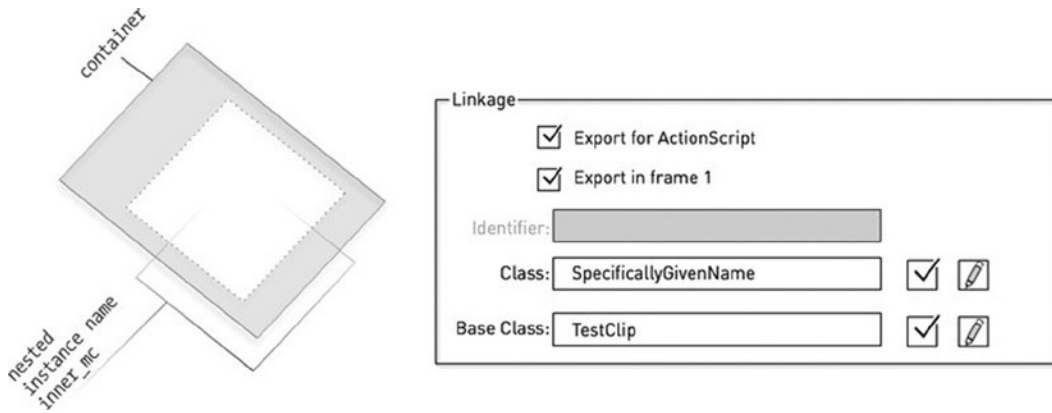 container
nested
instance name
inner_mc
Linkage
Export for ActionScript
Export in frame 1
Identifier:
Class: SpecificallyGivenName
Base Class: TestClip